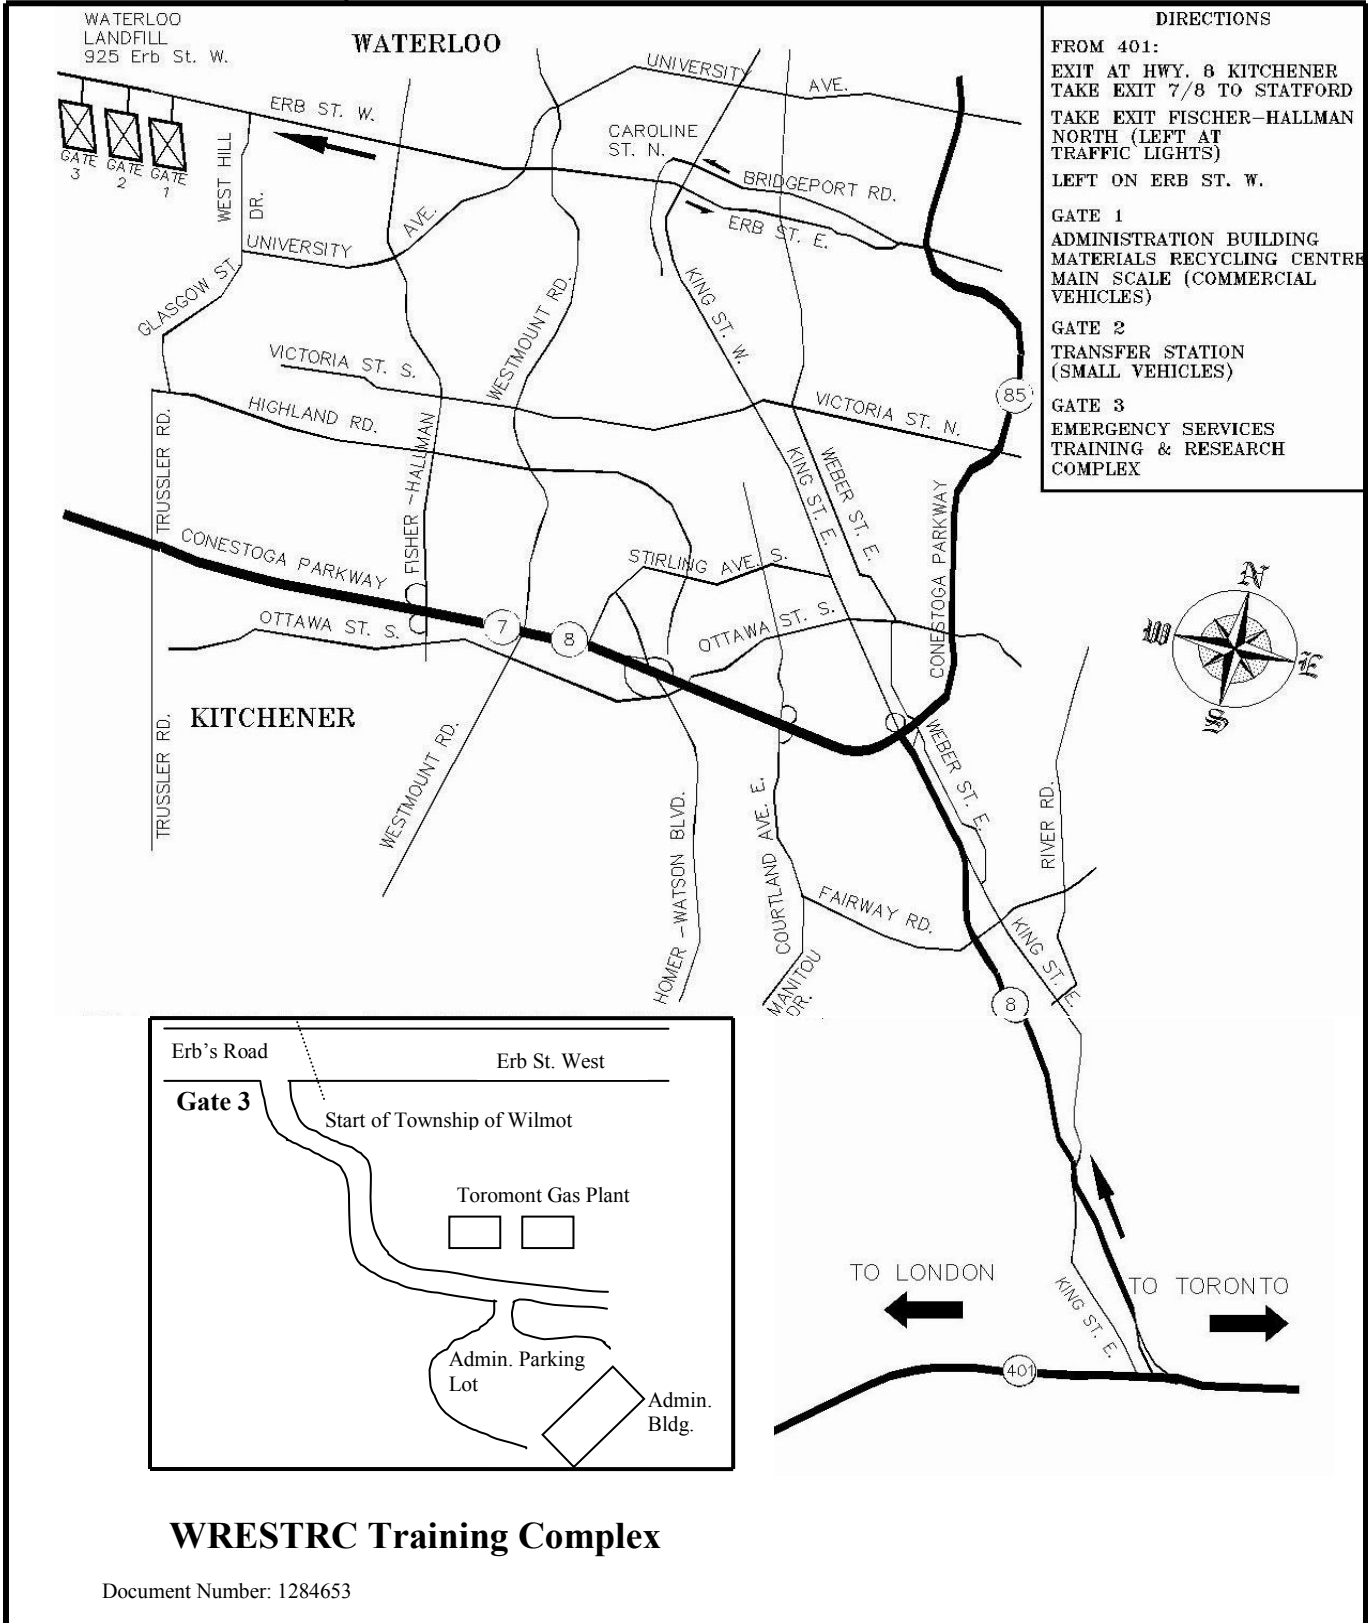 WATERLOO
LANDFILL
925 Erb St. W.
WATERLOO
GATE
3
GATE
2
GATE
1
ERB ST. W.
WEST HILL
DR.
UNIVERSITY
AVE.
UNIVERSITY
AVE.
CAROLINE
ST. N.
BRIDGEPORT RD.
ERB ST. E.
GLASGOW ST.
VICTORIA ST. S.
HIGHLAND RD.
WESTMOUNT RD.
KING ST. W.
VICTORIA ST. N.
85
TRUSSLER RD.
FISHER-HALLMAN
KING ST. E.
WEBER ST. E.
CONESTOGA PARKWAY
CONESTOGA PARKWAY
STIRLING AVE. S.
OTTAWA ST. S.
7
8
OTTAWA ST. S.
KITCHENER
TRUSSLER RD.
WESTMOUNT RD.
HOMER-WATSON BLVD.
COURTLAND AVE. E.
MANITOU
DR.
FAIRWAY RD.
WEBER ST. E.
RIVER RD.
KING ST. E.
8
N
W
E
S
DIRECTIONS
FROM 401:
EXIT AT HWY. 8 KITCHENER
TAKE EXIT 7/8 TO STATFORD
TAKE EXIT FISCHER-HALLMAN
NORTH (LEFT AT
TRAFFIC LIGHTS)
LEFT ON ERB ST. W.
GATE 1
ADMINISTRATION BUILDING
MATERIALS RECYCLING CENTRE
MAIN SCALE (COMMERCIAL
VEHICLES)
GATE 2
TRANSFER STATION
(SMALL VEHICLES)
GATE 3
EMERGENCY SERVICES
TRAINING & RESEARCH
COMPLEX
Erb's Road
Erb St. West
Gate 3
Start of Township of Wilmot
Toromont Gas Plant
Admin. Parking
Lot
Admin.
Bldg.
TO LONDON
TO TORONTO
KING ST. E.
401
WRESTRC Training Complex
Document Number: 1284653